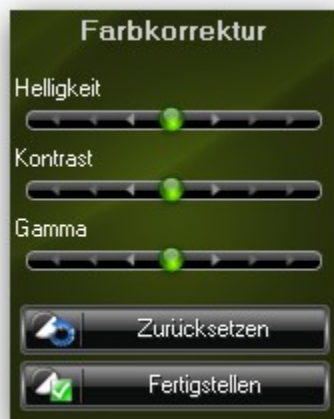 Farbkorrektur
Helligkeit
Kontrast
Gamma
Zurücksetzen
Fertigstellen